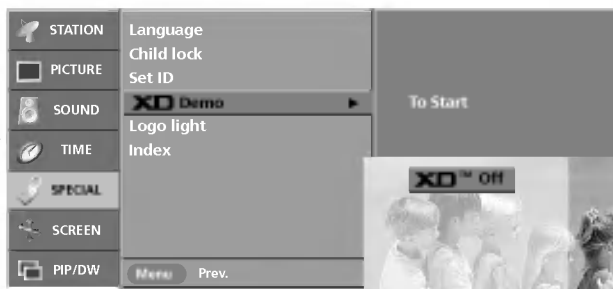 STATION
PICTURE
SOUND
TIME
SPECIAL
SCREEN
PIP/DW
Language
Child lock
Set ID
XD Demo
Logo light
Index
Menu Prev.
To Start
XD™ Off